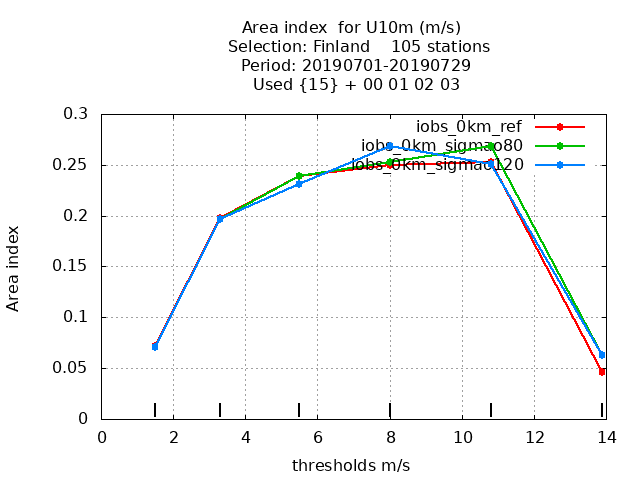 Area index  for U10m (m/s)
Selection: Finland    105 stations
Period: 20190701-20190729
Used {15} + 00 01 02 03
iobs_0km_ref
iobs_0km_sigmao80
iobs_0km_sigmao120
Area index
0.3
0.25
0.2
0.15
0.1
0.05
0
0 2 4 6 8 10 12 14
thresholds m/s